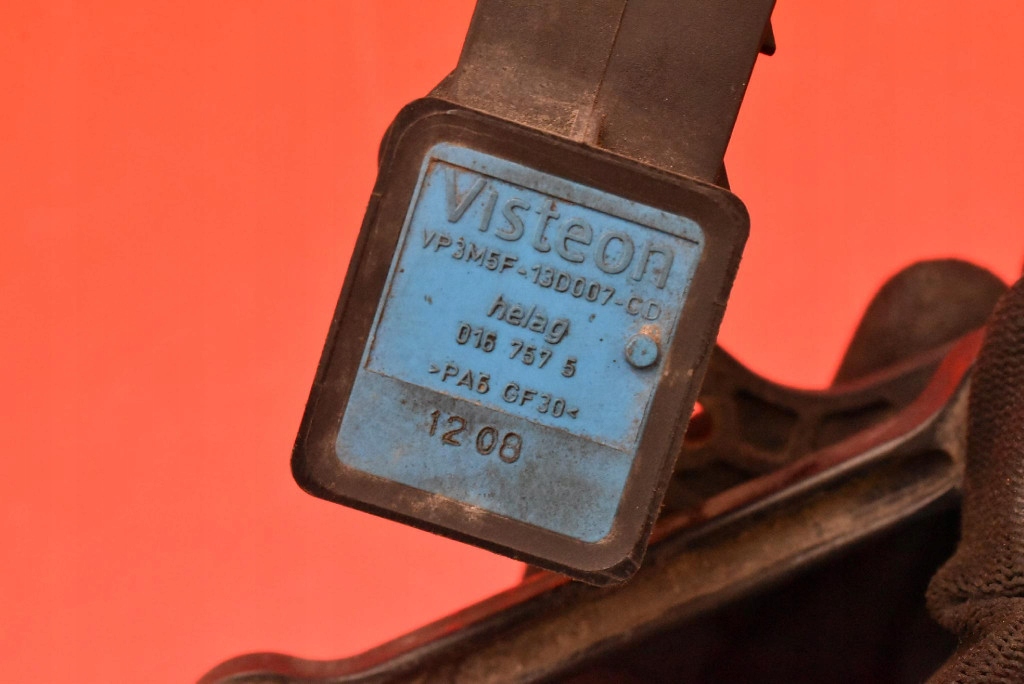 Visteon
VP3M5F-13D007-CD
helag
016 757 5
>PA6 GF30<
12 08